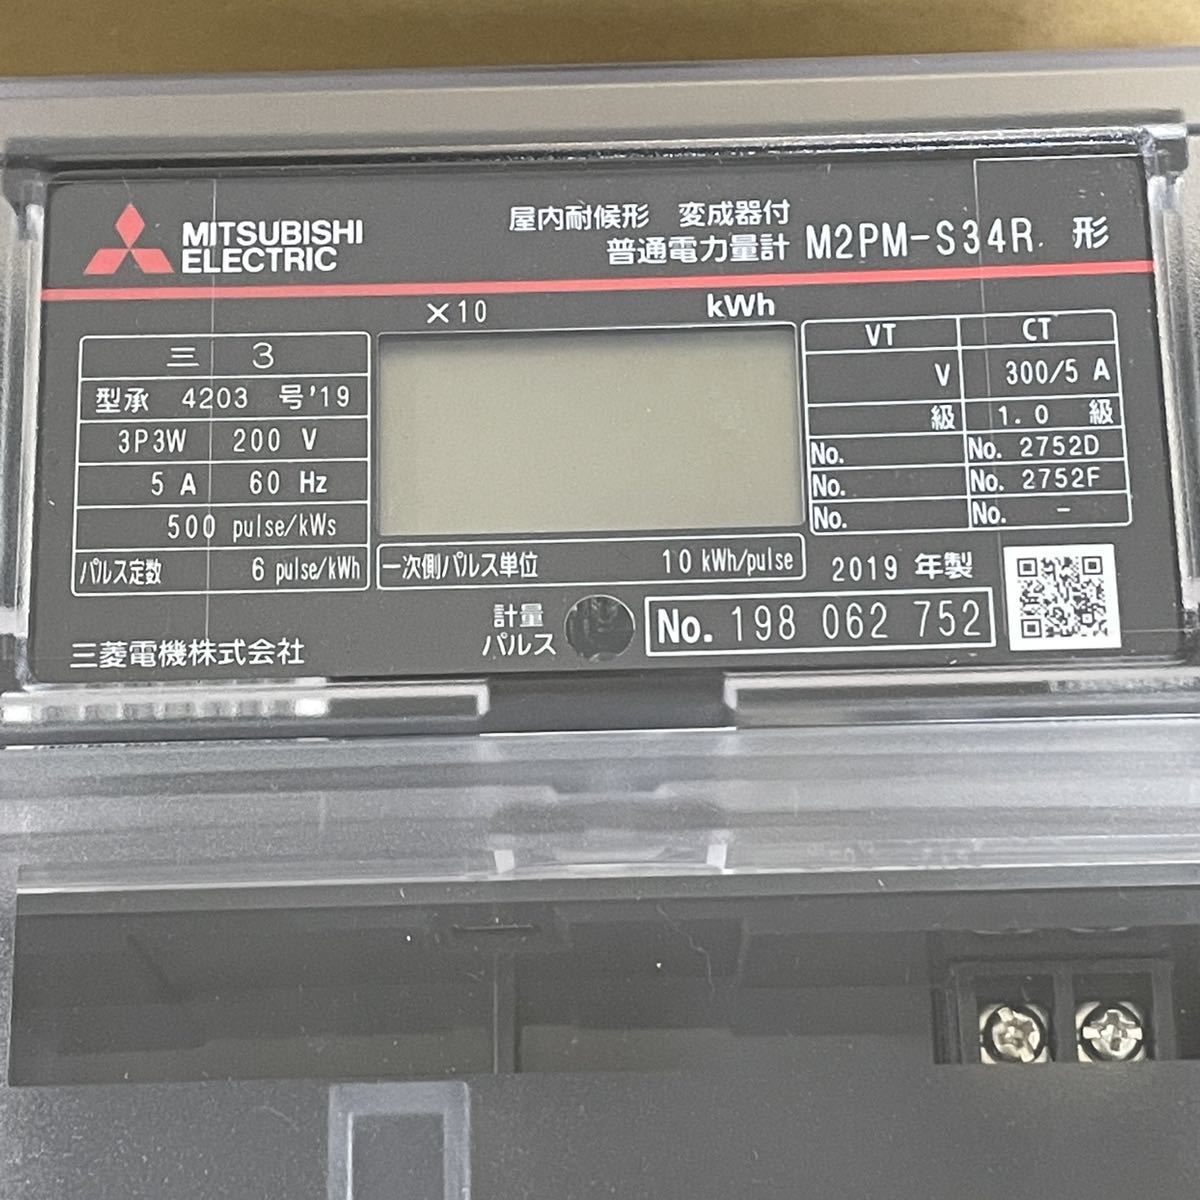 MITSUBISHI
ELECTRIC
屋内耐候形 変成器付
普通電力量計 M2PM-S34R 形
×10 kWh
三 3
型承 4203 号'19
3P3W 200 V
5 A 60 Hz
500 pulse/kWs
パルス定数 6 pulse/kWh
一次側パルス単位 10 kWh/pulse
VT CT
V 300/5 A
級 1.0 級
No. No. 2752D
No. No. 2752F
No. No. -
2019 年製
計量
パルス
No. 198 062 752
三菱電機株式会社